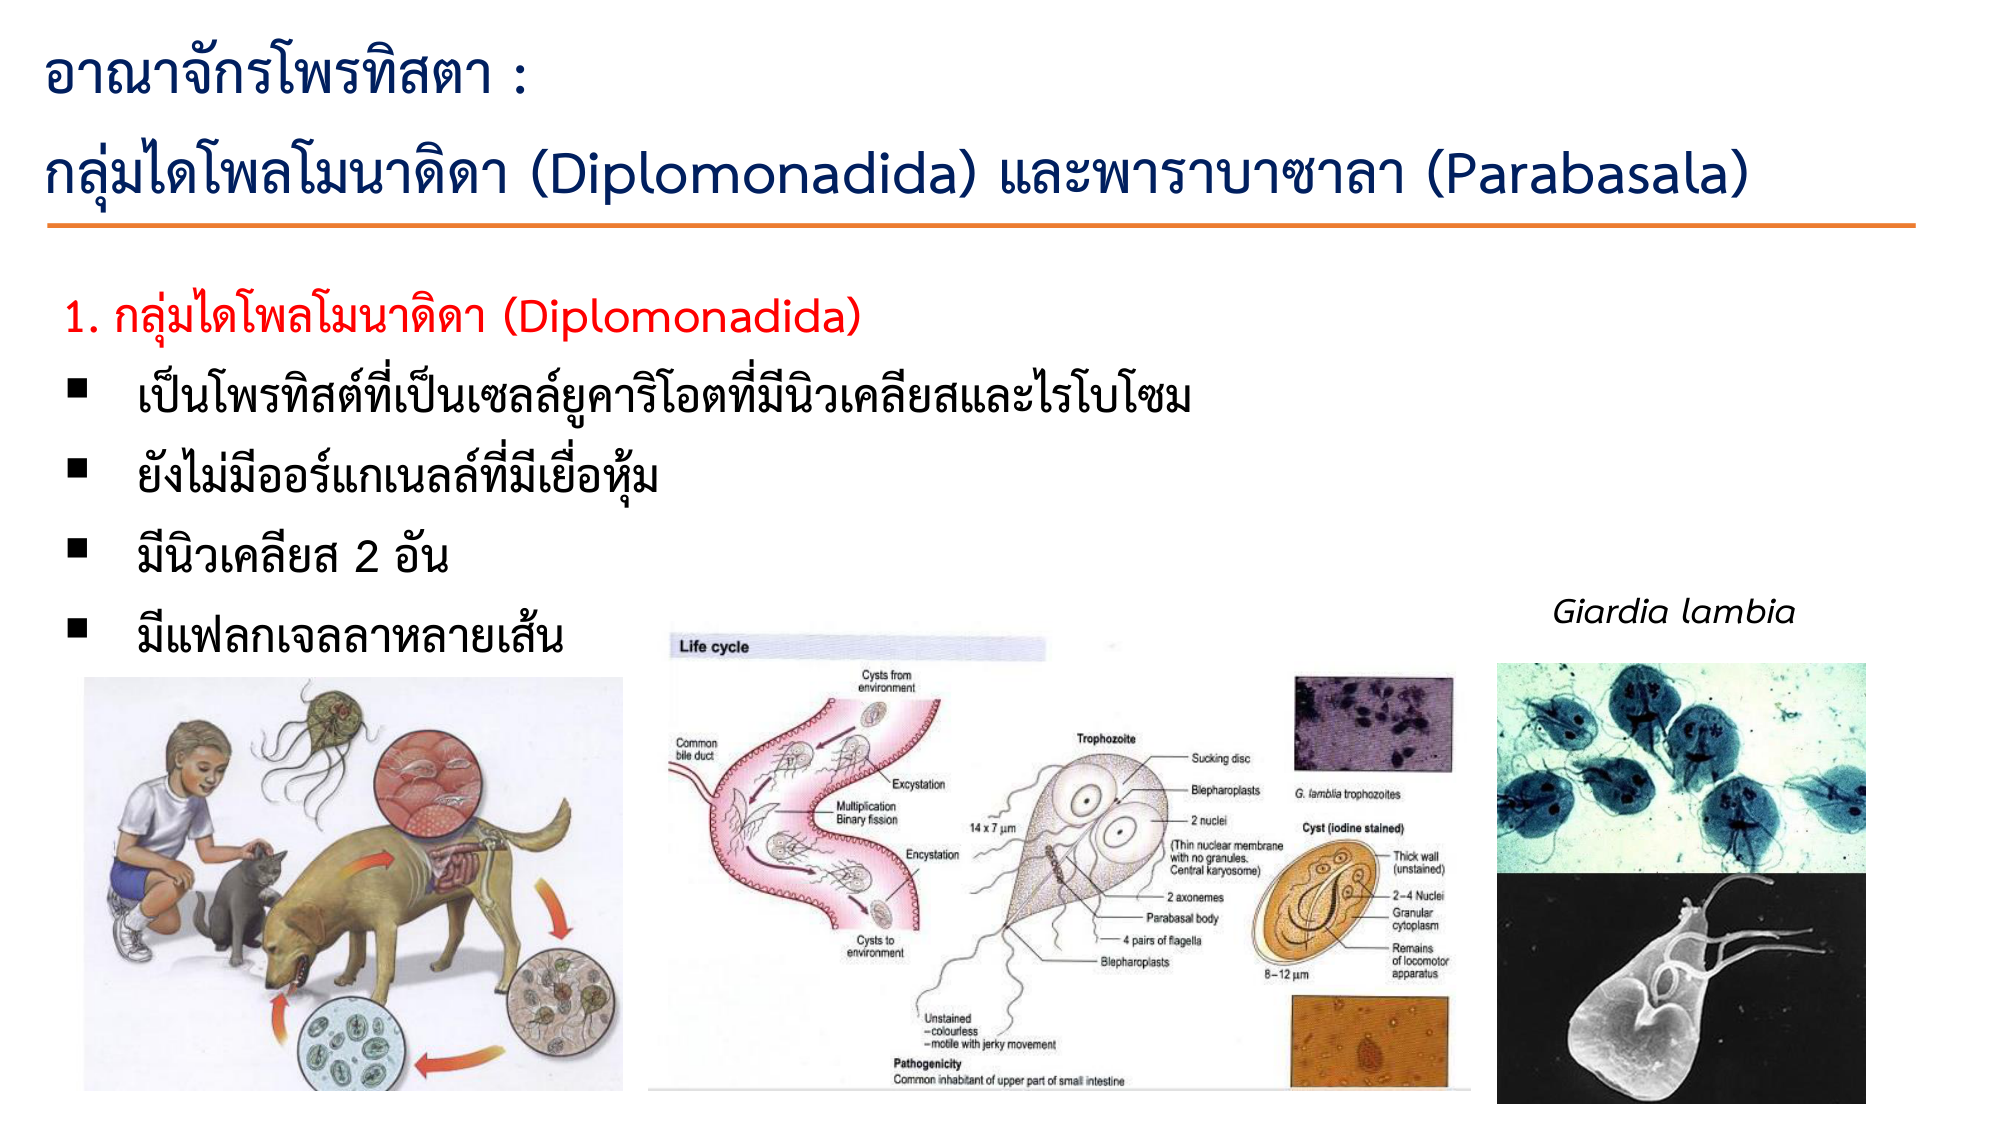 อาณาจักรโพรทิสตา :
กลุ่มไดโพลโมนาดิดา (Diplomonadida) และพาราบาซาลา (Parabasala)
1. กลุ่มไดโพลโมนาดิดา (Diplomonadida)
▪ เป็นโพรทิสต์ที่เป็นเซลล์ยูคาริโอตที่มีนิวเคลียสและไรโบโซม
▪ ยังไม่มีออร์แกเนลล์ที่มีเยื่อหุ้ม
▪ มีนิวเคลียส 2 อัน
▪ มีแฟลกเจลลาหลายเส้น
Giardia lambia
Life cycle
Cysts from
environment
Common
bile duct
Excystation
Multiplication
Binary fission
Encystation
Cysts to
environment
Trophozoite
Sucking disc
Blepharoplasts
2 nuclei
(Thin nuclear membrane
with no granules.
Central karyosome)
14 x 7 µm
2 axonemes
Parabasal body
4 pairs of flagella
Blepharoplasts
Unstained
–colourless
–motile with jerky movement
Pathogenicity
Common inhabitant of upper part of small intestine
G. lamblia trophozoites
Cyst (iodine stained)
Thick wall
(unstained)
2–4 Nuclei
Granular
cytoplasm
Remains
of locomotor
apparatus
8–12 µm